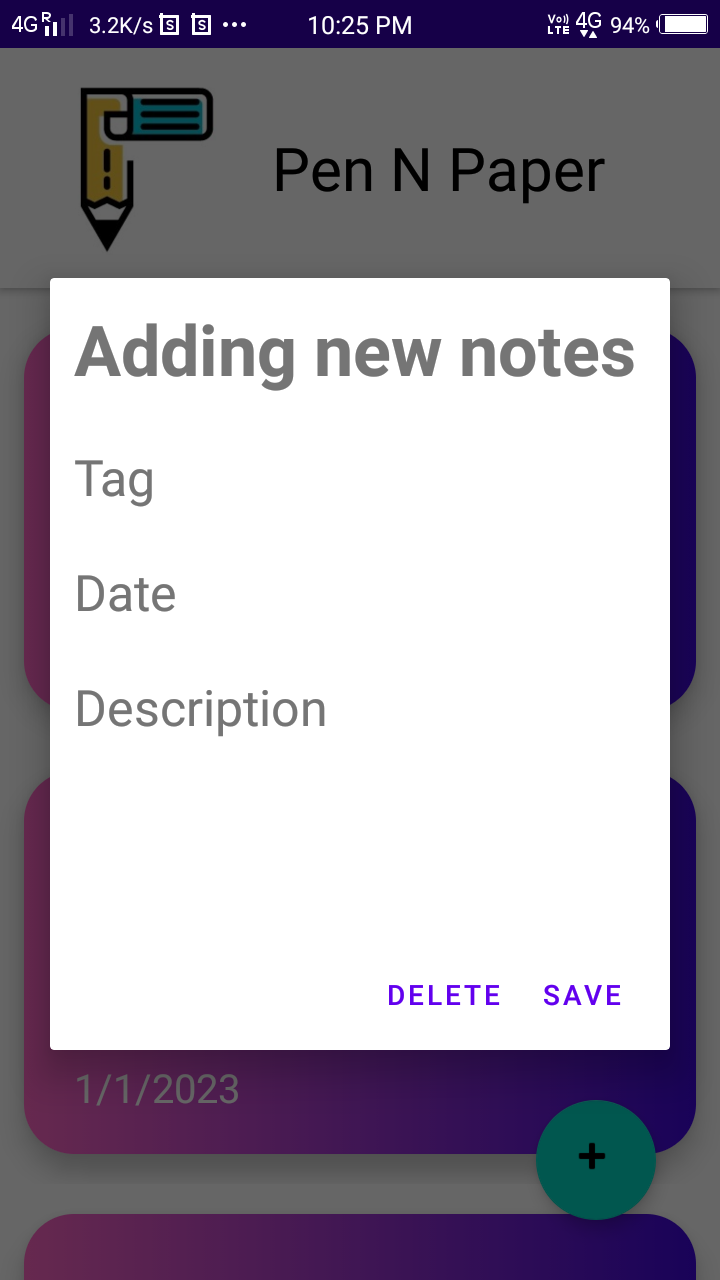 4G R 3.2K/s S S ... 10:25 PM Vo)) LTE 4G 94%
Pen N Paper
Adding new notes
Tag
Date
Description
DELETE SAVE
1/1/2023
+